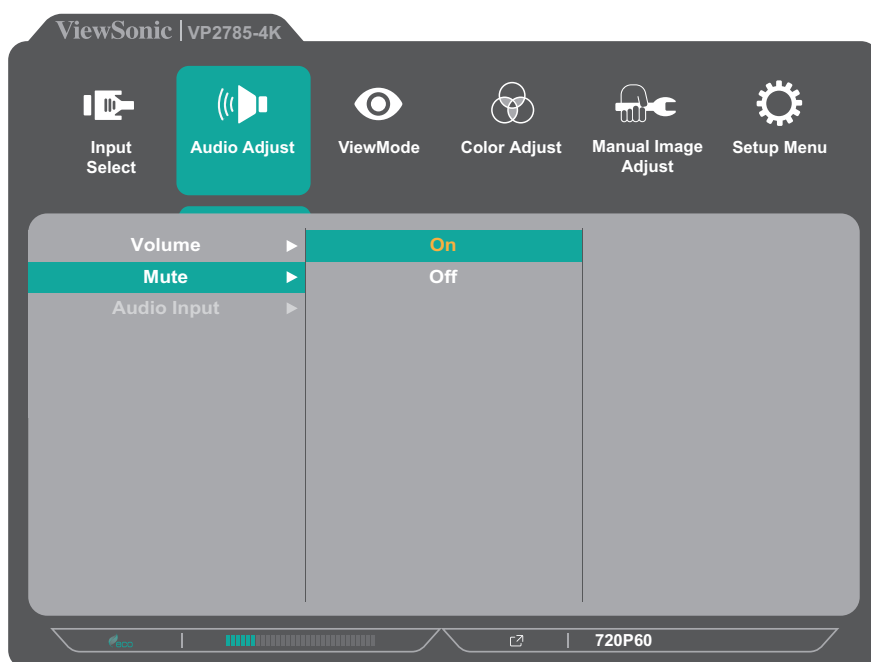 ViewSonic | VP2785-4K
Input Select
Audio Adjust
ViewMode
Color Adjust
Manual Image Adjust
Setup Menu
Volume
On
Mute
Off
Audio Input
eco
720P60